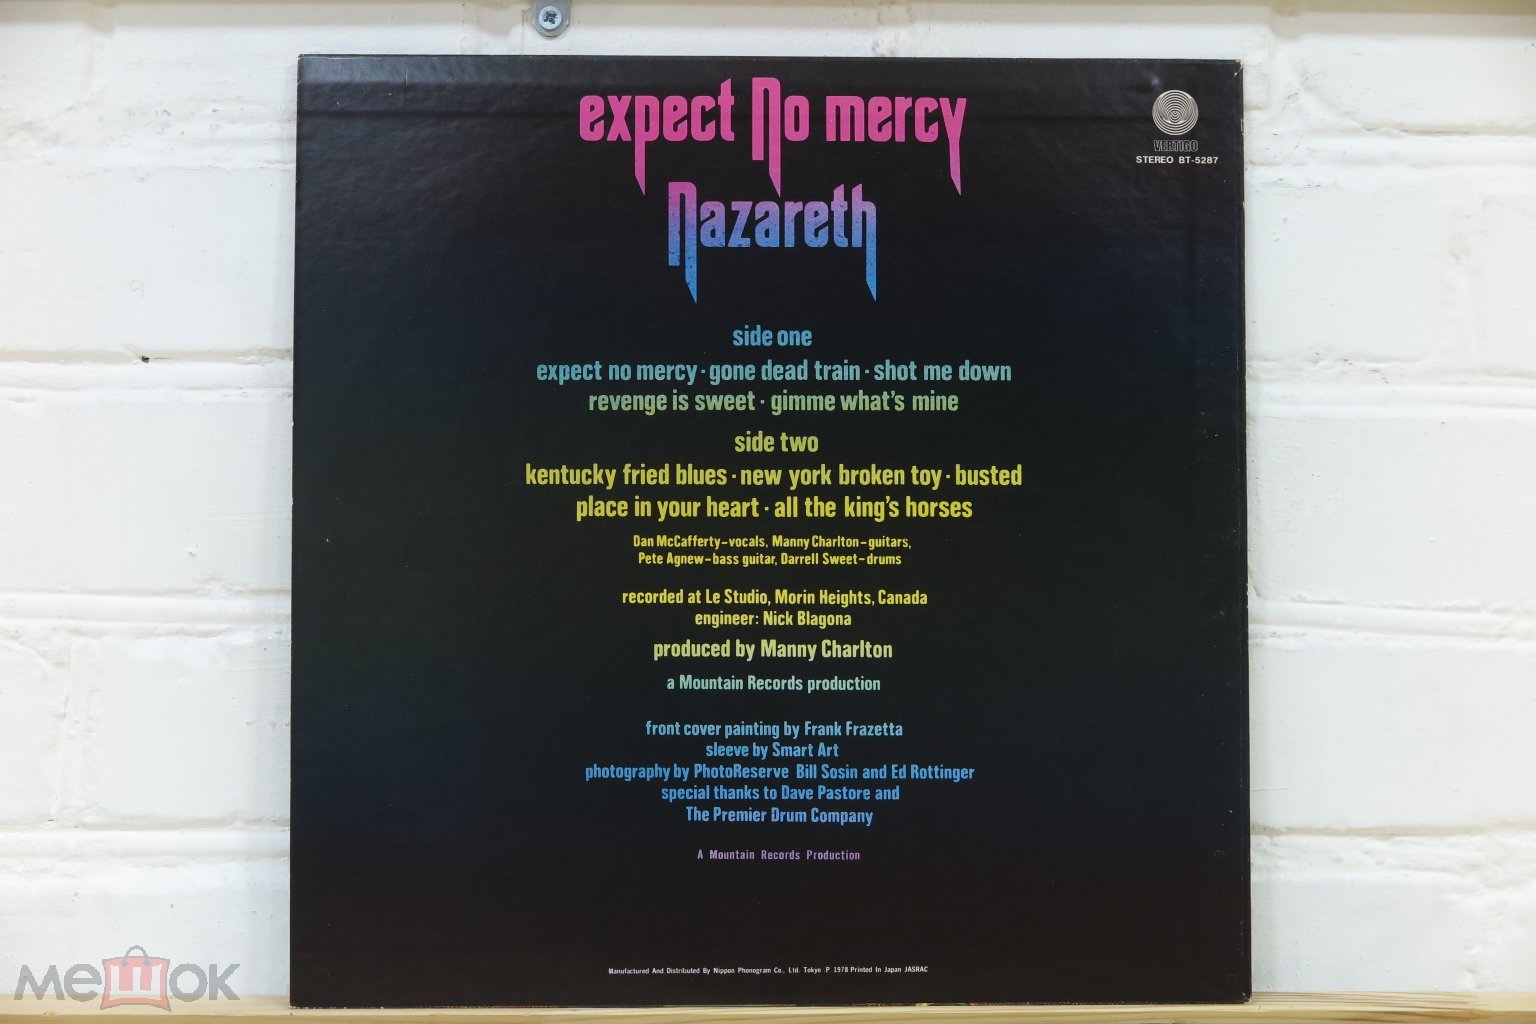 expect No mercy
Nazareth
VERTIGO
STEREO BT-5287
side one
expect no mercy · gone dead train · shot me down
revenge is sweet · gimme what's mine
side two
kentucky fried blues · new york broken toy · busted
place in your heart · all the king's horses
Dan McCafferty–vocals, Manny Charlton–guitars,
Pete Agnew–bass guitar, Darrell Sweet–drums
recorded at Le Studio, Morin Heights, Canada
engineer: Nick Blagona
produced by Manny Charlton
a Mountain Records production
front cover painting by Frank Frazetta
sleeve by Smart Art
photography by PhotoReserve Bill Sosin and Ed Rottinger
special thanks to Dave Pastore and
The Premier Drum Company
A Mountain Records Production
Manufactured And Distributed By Nippon Phonogram Co., Ltd. Tokyo P 1978 Printed In Japan JASRAC
мешок